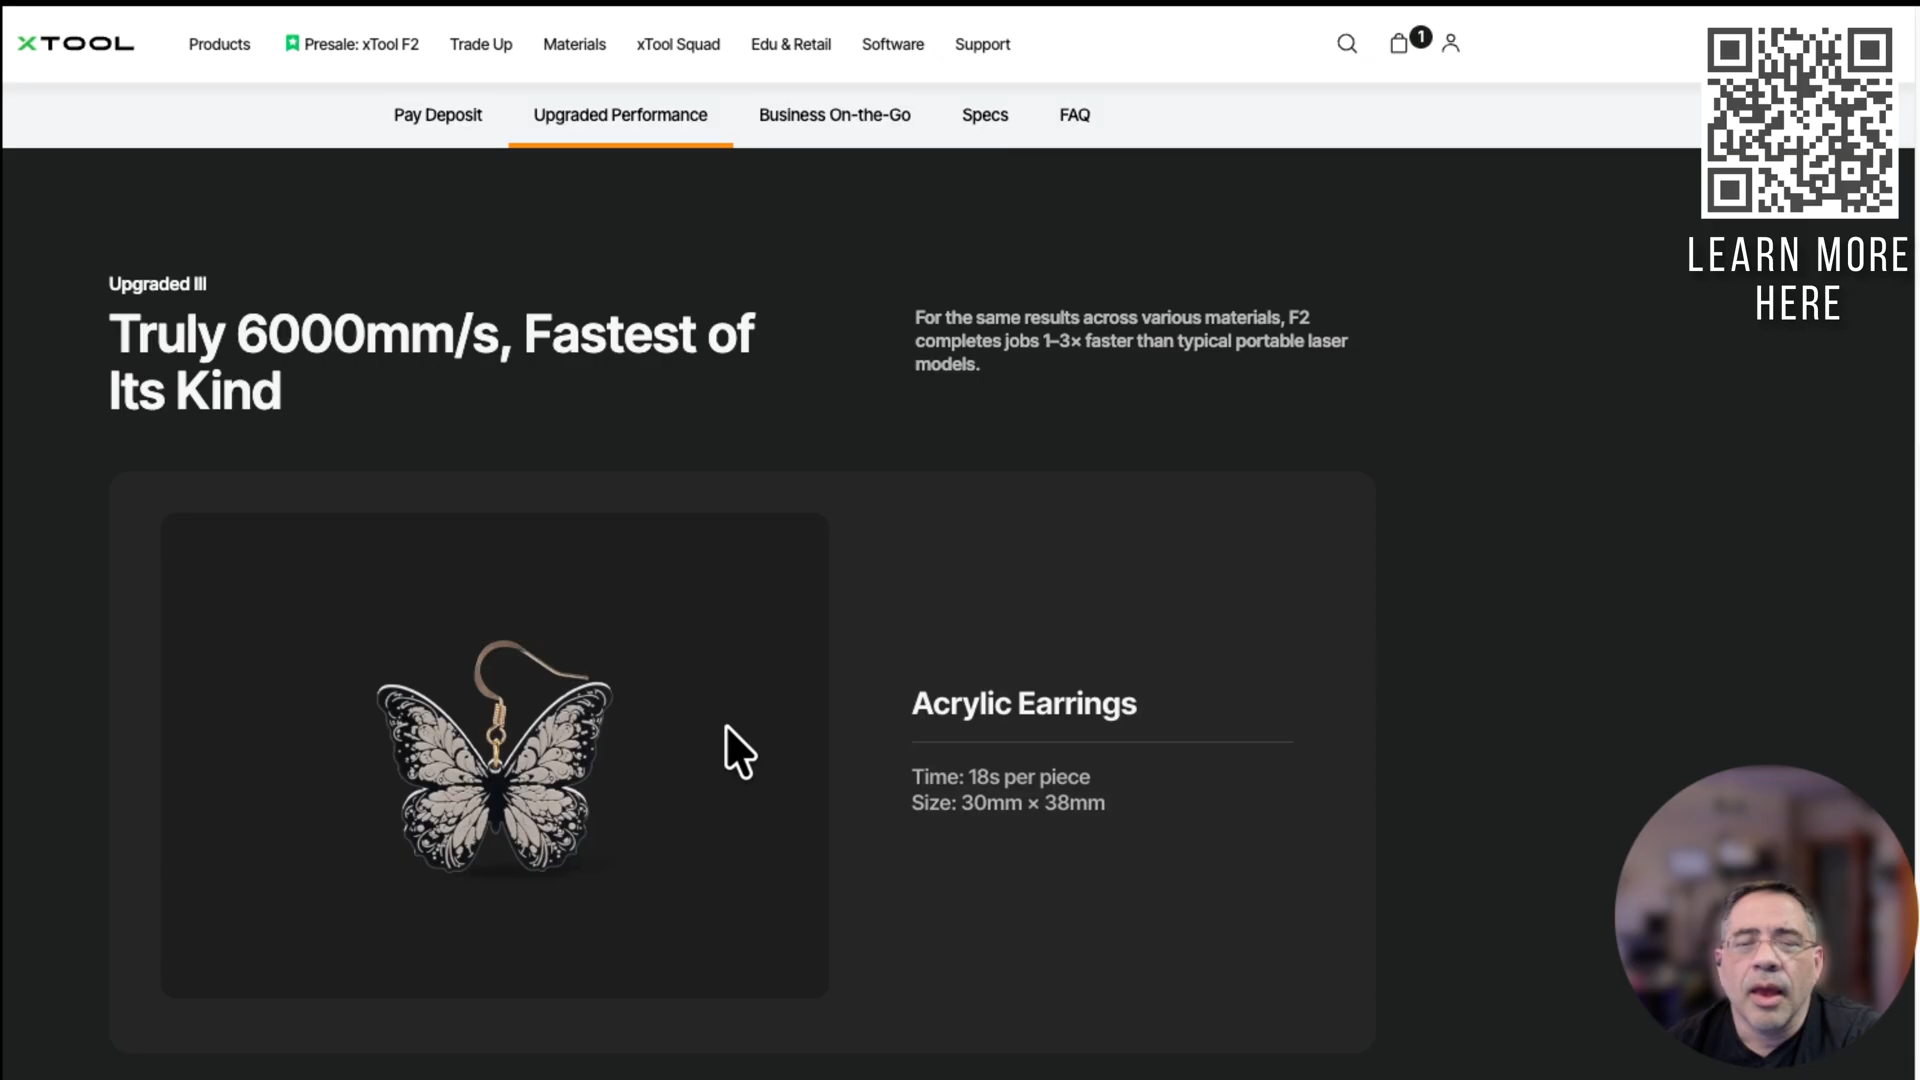 XTOOL
Products
Presale: xTool F2
Trade Up
Materials
xTool Squad
Edu & Retail
Software
Support
1
Pay Deposit
Upgraded Performance
Business On-the-Go
Specs
FAQ
LEARN MORE
HERE
Upgraded III
Truly 6000mm/s, Fastest of
Its Kind
For the same results across various materials, F2
completes jobs 1–3× faster than typical portable laser
models.
Acrylic Earrings
Time: 18s per piece
Size: 30mm × 38mm